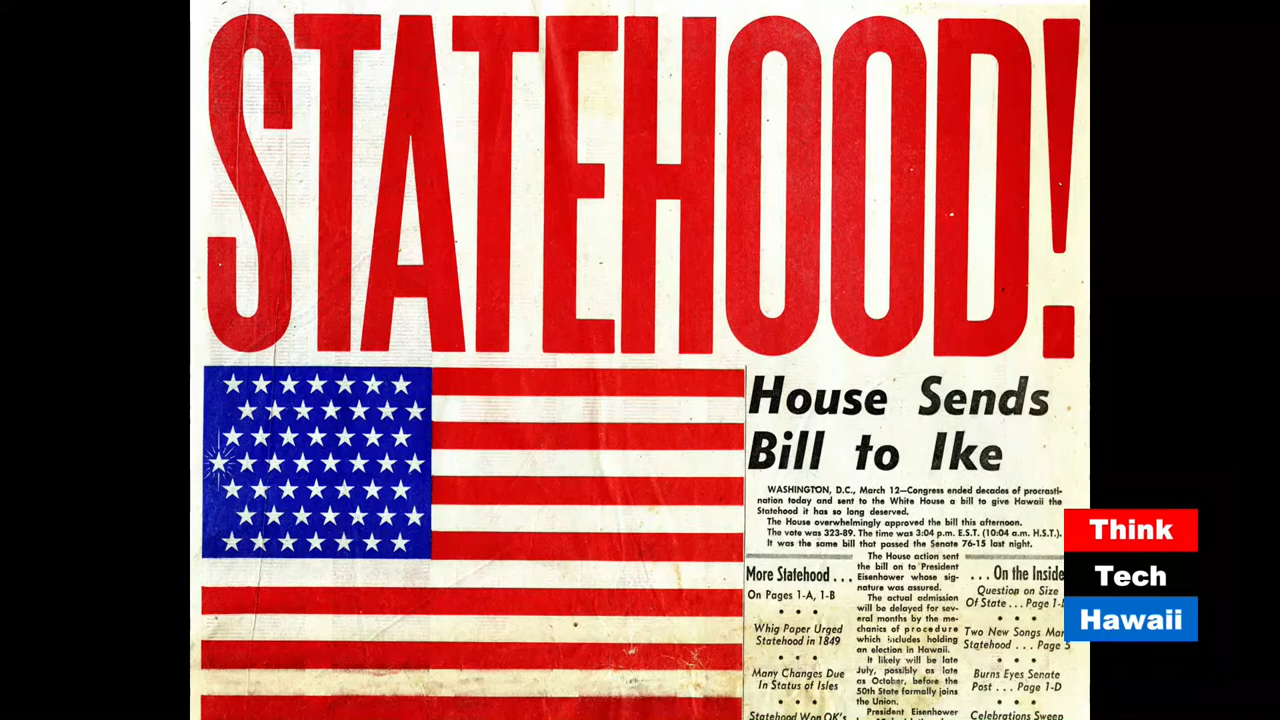 STATEHOOD!
House Sends
Bill to Ike
WASHINGTON, D.C., March 12—Congress ended decades of procrasti-
nation today and sent to the White House a bill to give Hawaii the
Statehood it has so long deserved.
The House overwhelmingly approved the bill this afternoon.
The vote was 323-89. The time was 3:04 p.m. E.S.T. (10:04 a.m. H.S.T.).
It was the same bill that passed the Senate 76-15 last night.
More Statehood . . .
On Pages 1-A, 1-B
• • •
Whig Paper Urged
Statehood in 1849
• • •
Many Changes Due
In Status of Isles
• • •
Statehood Won OK's
The House action sent
the bill on to President
Eisenhower whose sig-
nature was assured.
The actual admission
will be delayed for sev-
eral months by the me-
chanics of procedure
which includes holding
an election in Hawaii.
It likely will be late
July, possibly as late
as October, before the
50th State formally joins
the Union.
President Eisenhower
. . . On the Inside
Question on Size
Of State . . . Page
• • •
Two New Songs
Statehood . . . Page 5
• • •
Burns Eyes Senate
Post . . . Page 1-D
• • •
Celebrations Sweep
Think
Tech
Hawaii